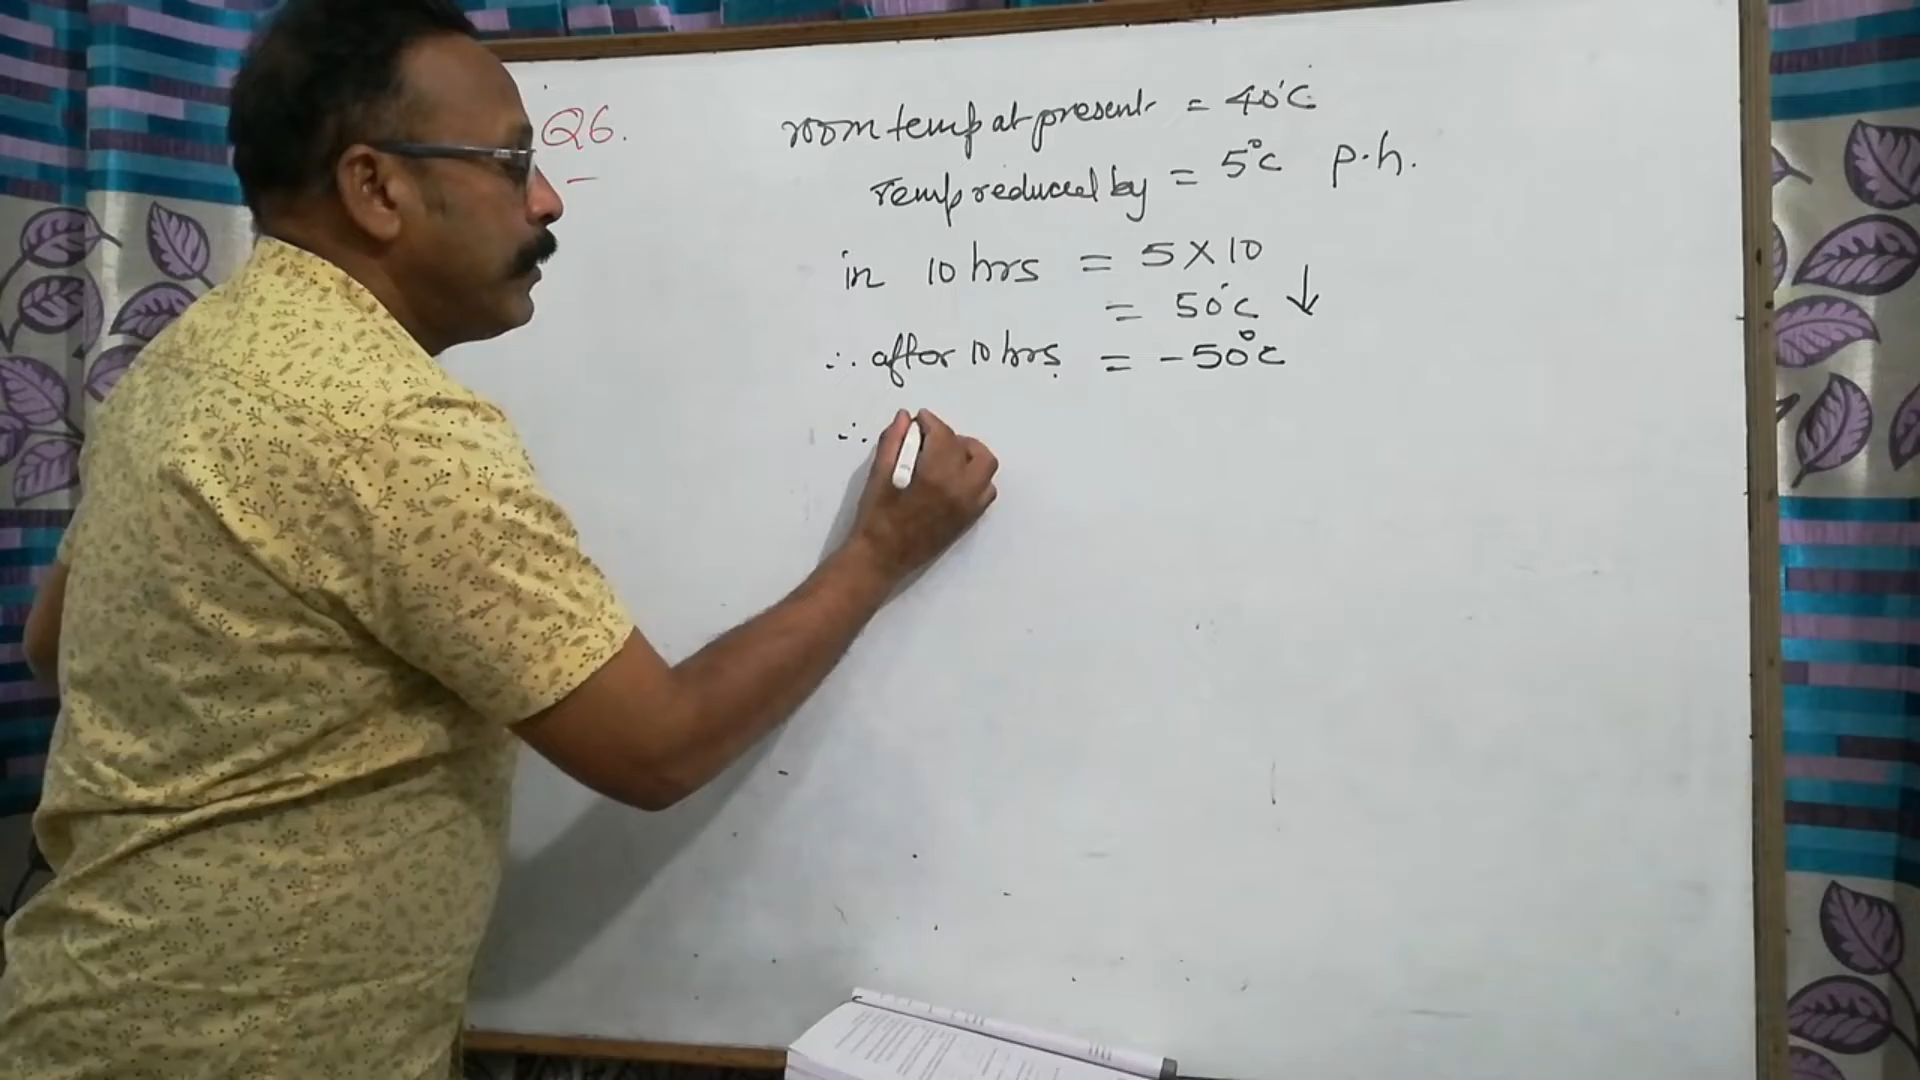 Q6.
room temp at present = 40°C
Temp reduced by = 5°C p.h.
in 10 hrs = 5 X 10
= 50°C ↓
∴ after 10 hrs = -50°C
∴